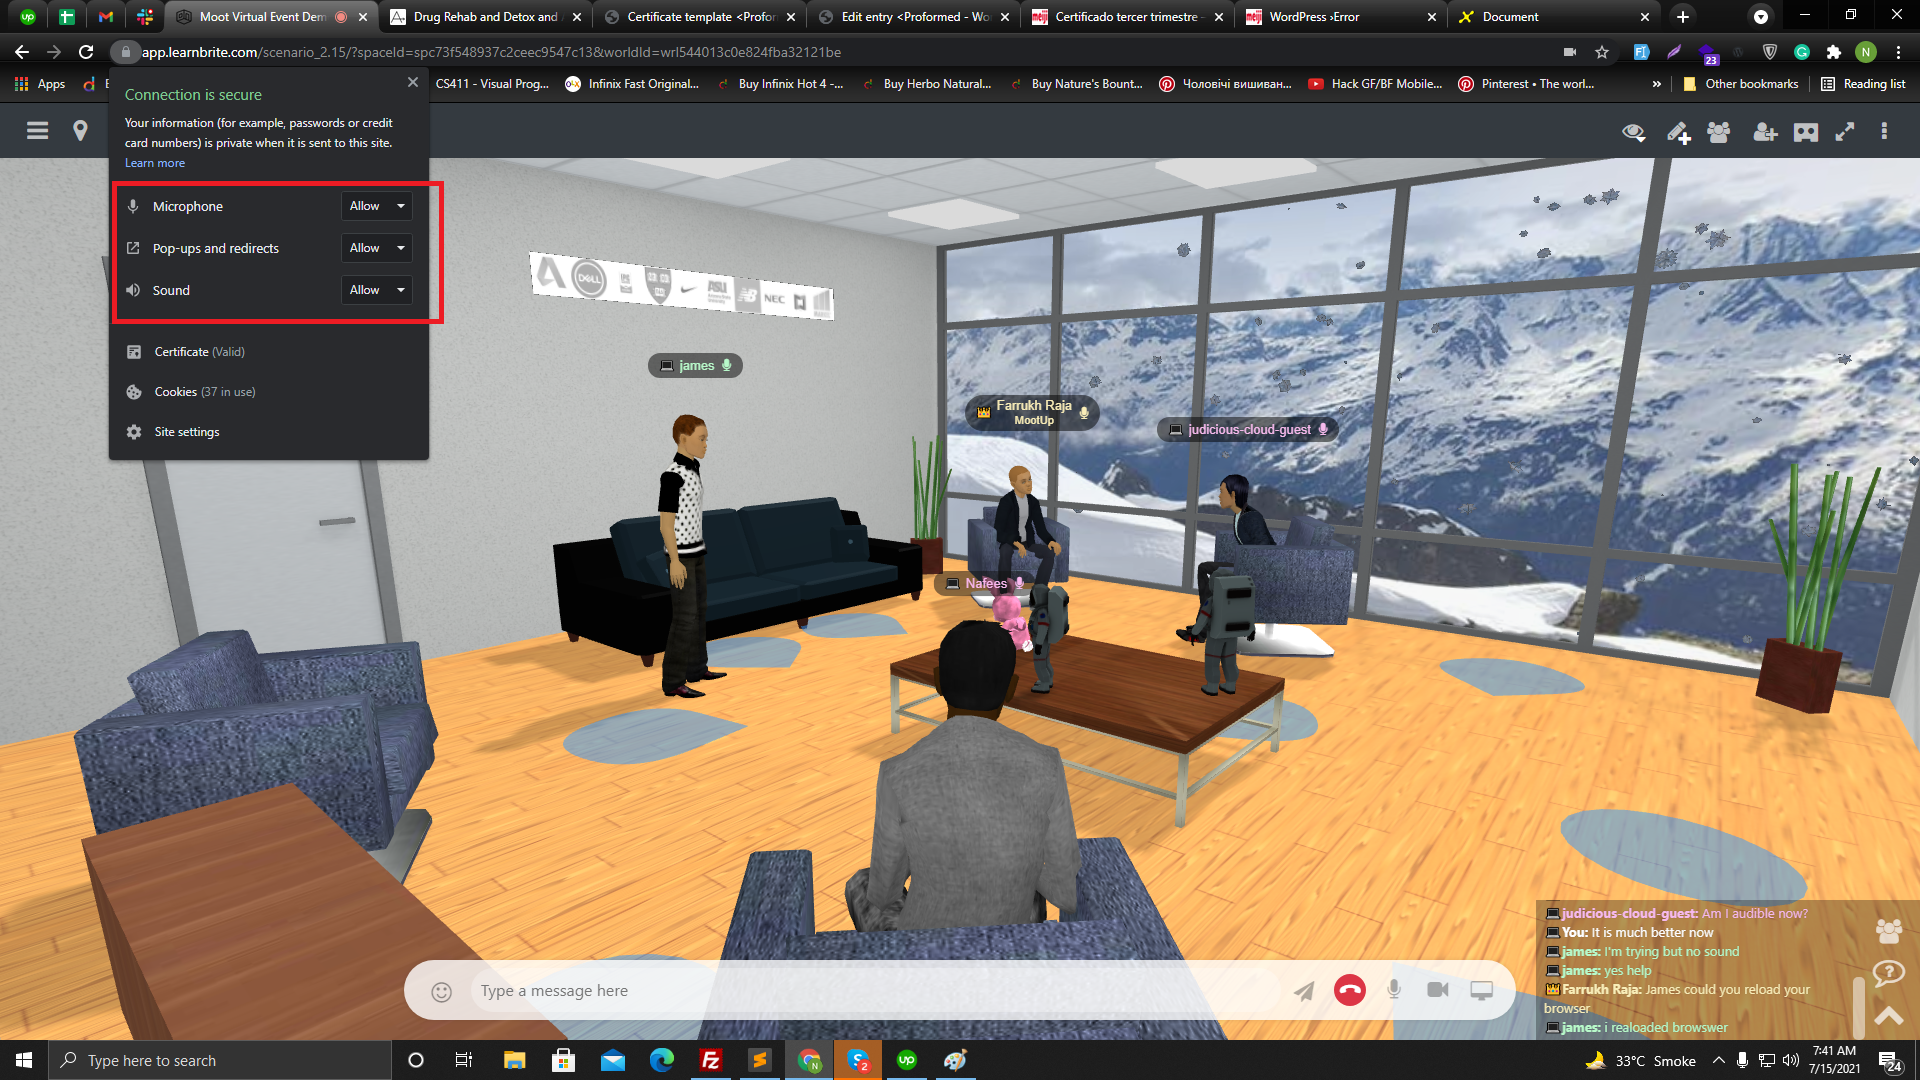 Moot Virtual Event Dem
Drug Rehab and Detox and A
Certificate template <Profor
Edit entry <Proformed - Wo
Certificado tercer trimestre -
WordPress ›Error
Document
app.learnbrite.com/scenario_2.15/?spaceId=spc73f548937c2ceec9547c13&worldId=wrl544013c0e824fba32121be
23
N
Apps
CS411 - Visual Prog...
Infinix Fast Original...
Buy Infinix Hot 4 -...
Buy Herbo Natural...
Buy Nature's Bount...
Чоловічі вишиван...
Hack GF/BF Mobile...
Pinterest • The worl...
»
Other bookmarks
Reading list
Connection is secure
Your information (for example, passwords or credit
card numbers) is private when it is sent to this site.
Learn more
Microphone Allow
Pop-ups and redirects Allow
Sound Allow
Certificate (Valid)
Cookies (37 in use)
Site settings
DELL
ASU
NB
NEC
james
Farrukh Raja
MootUp
judicious-cloud-guest
Nafees
judicious-cloud-guest: Am I audible now?
You: It is much better now
james: I'm trying but no sound
james: yes help
Farrukh Raja: James could you reload your
browser
james: i realoaded browswer
Type a message here
Type here to search
33°C Smoke
7:41 AM
7/15/2021
24